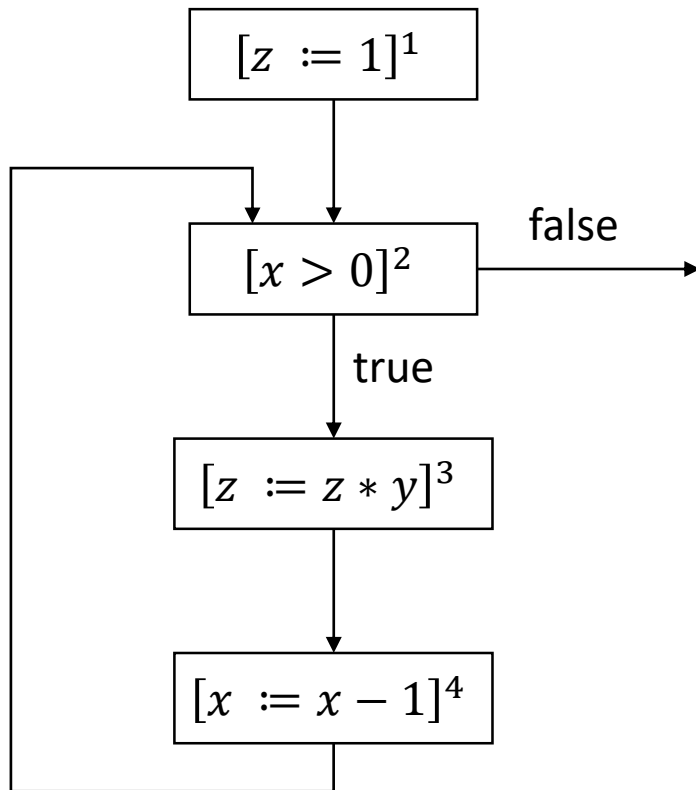 [z := 1]¹
false
[x > 0]²
true
[z := z * y]³
[x := x − 1]⁴